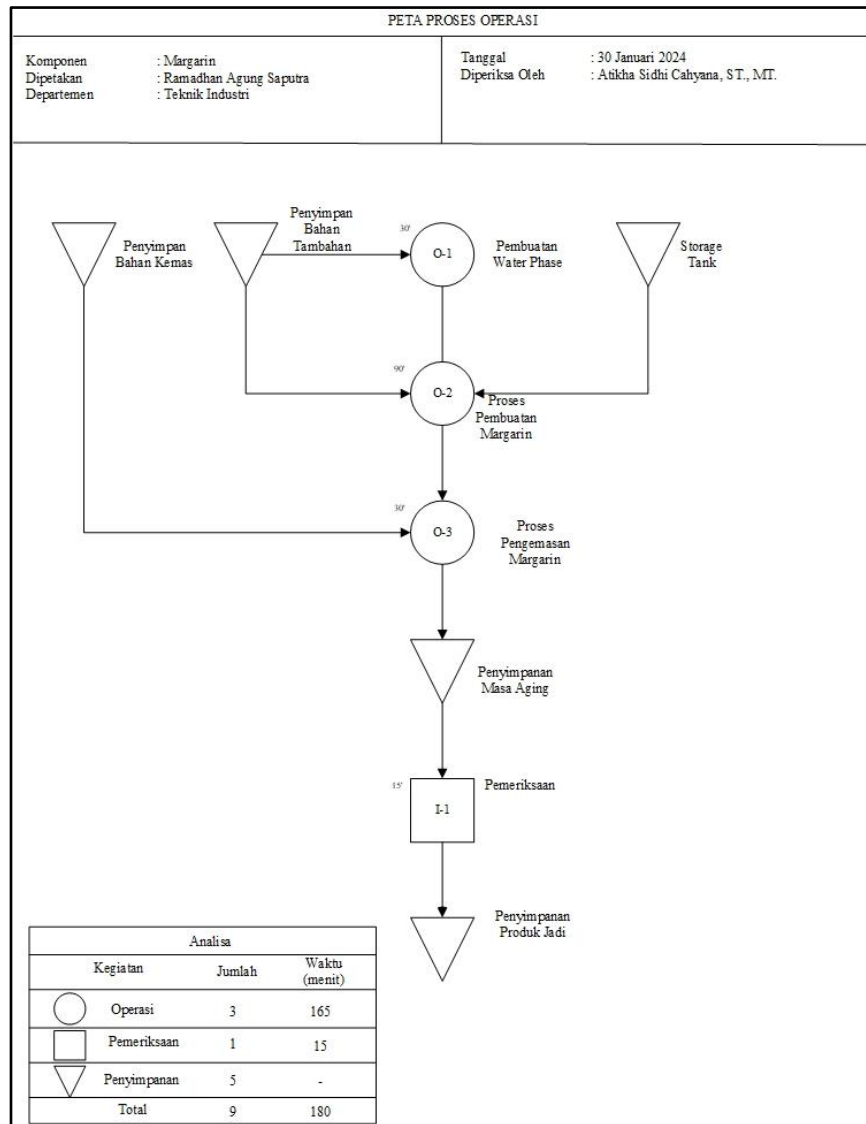 PETA PROSES OPERASI
Komponen : Margarin
Dipetakan : Ramadhan Agung Saputra
Departemen : Teknik Industri
Tanggal : 30 Januari 2024
Diperiksa Oleh : Atikha Sidhi Cahyana, ST., MT.
Penyimpan
Bahan Kemas
Penyimpan
Bahan
Tambahan
30'
O-1
Pembuatan
Water Phase
Storage
Tank
90'
O-2
Proses
Pembuatan
Margarin
30'
O-3
Proses
Pengemasan
Margarin
Penyimpanan
Masa Aging
15'
I-1
Pemeriksaan
Penyimpanan
Produk Jadi
Analisa
Kegiatan Jumlah Waktu
(menit)
Operasi 3 165
Pemeriksaan 1 15
Penyimpanan 5 -
Total 9 180